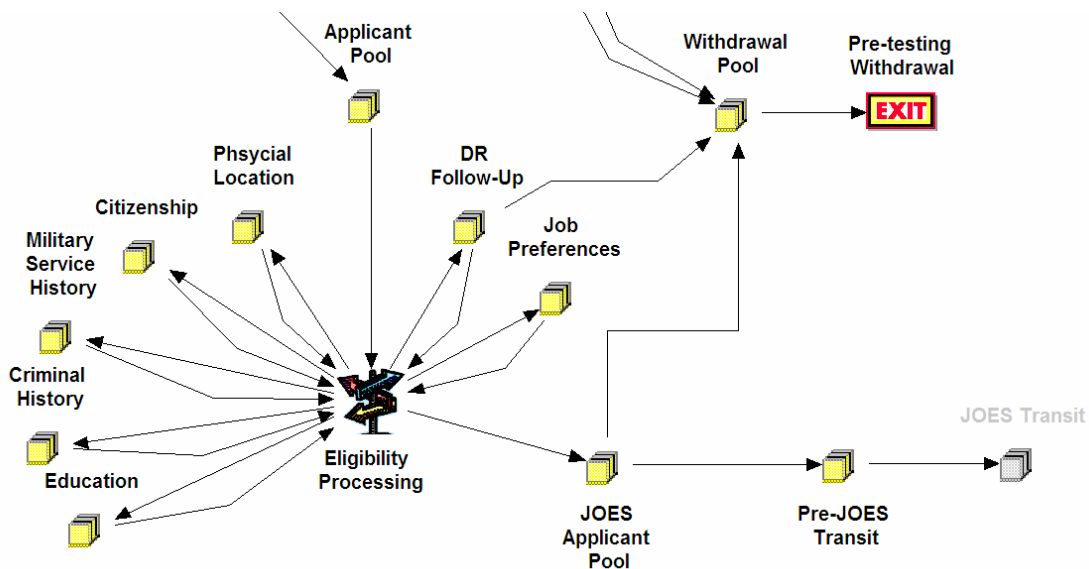 Applicant
Pool
Withdrawal
Pool
Pre-testing
Withdrawal
EXIT
Phsycial
Location
DR
Follow-Up
Citizenship
Job
Preferences
Military
Service
History
Criminal
History
JOES Transit
Education
Eligibility
Processing
JOES
Applicant
Pool
Pre-JOES
Transit